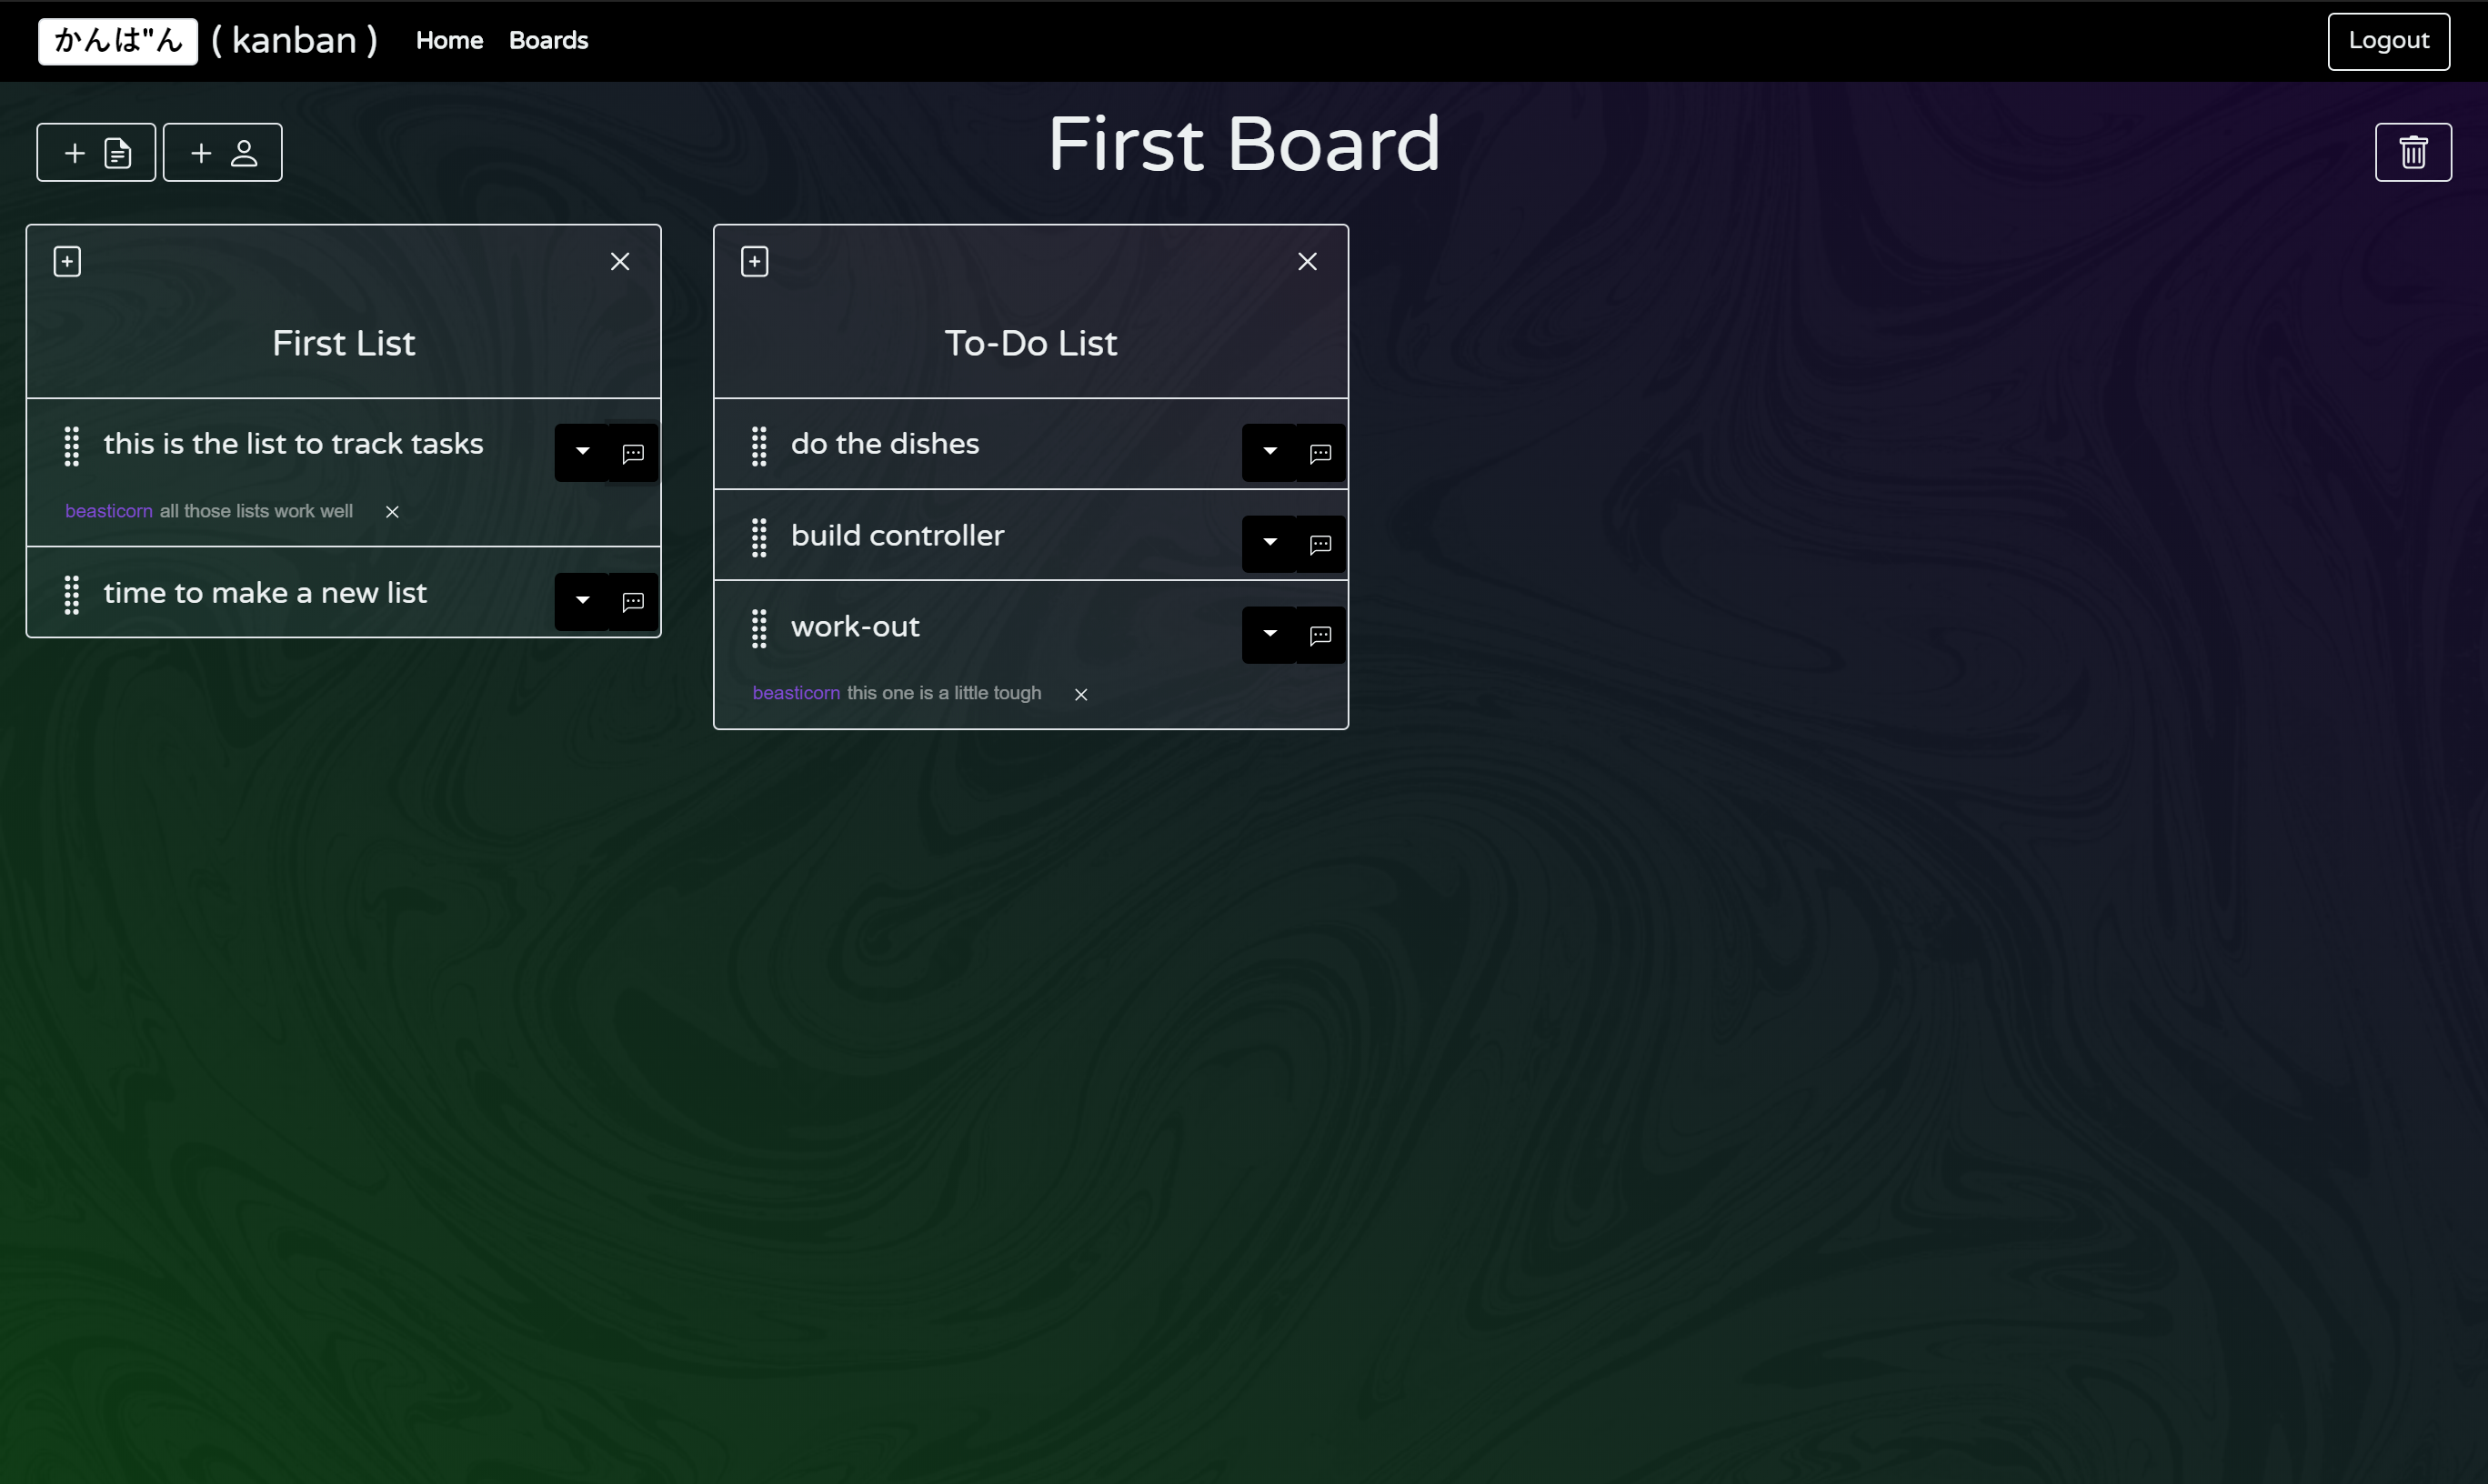 かんは"ん ( kanban ) Home Boards Logout
First Board
First List
this is the list to track tasks
beasticorn all those lists work well
time to make a new list
To-Do List
do the dishes
build controller
work-out
beasticorn this one is a little tough